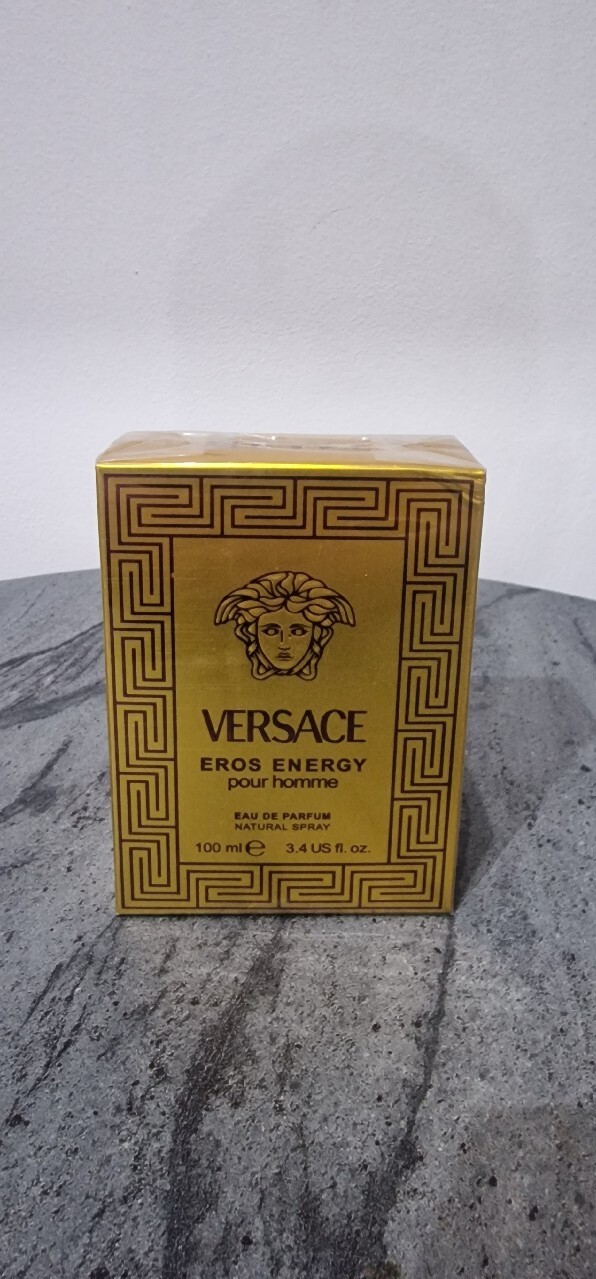 VERSACE
EROS ENERGY
pour homme
EAU DE PARFUM
NATURAL SPRAY
100 ml ℮ 3.4 US fl. oz.